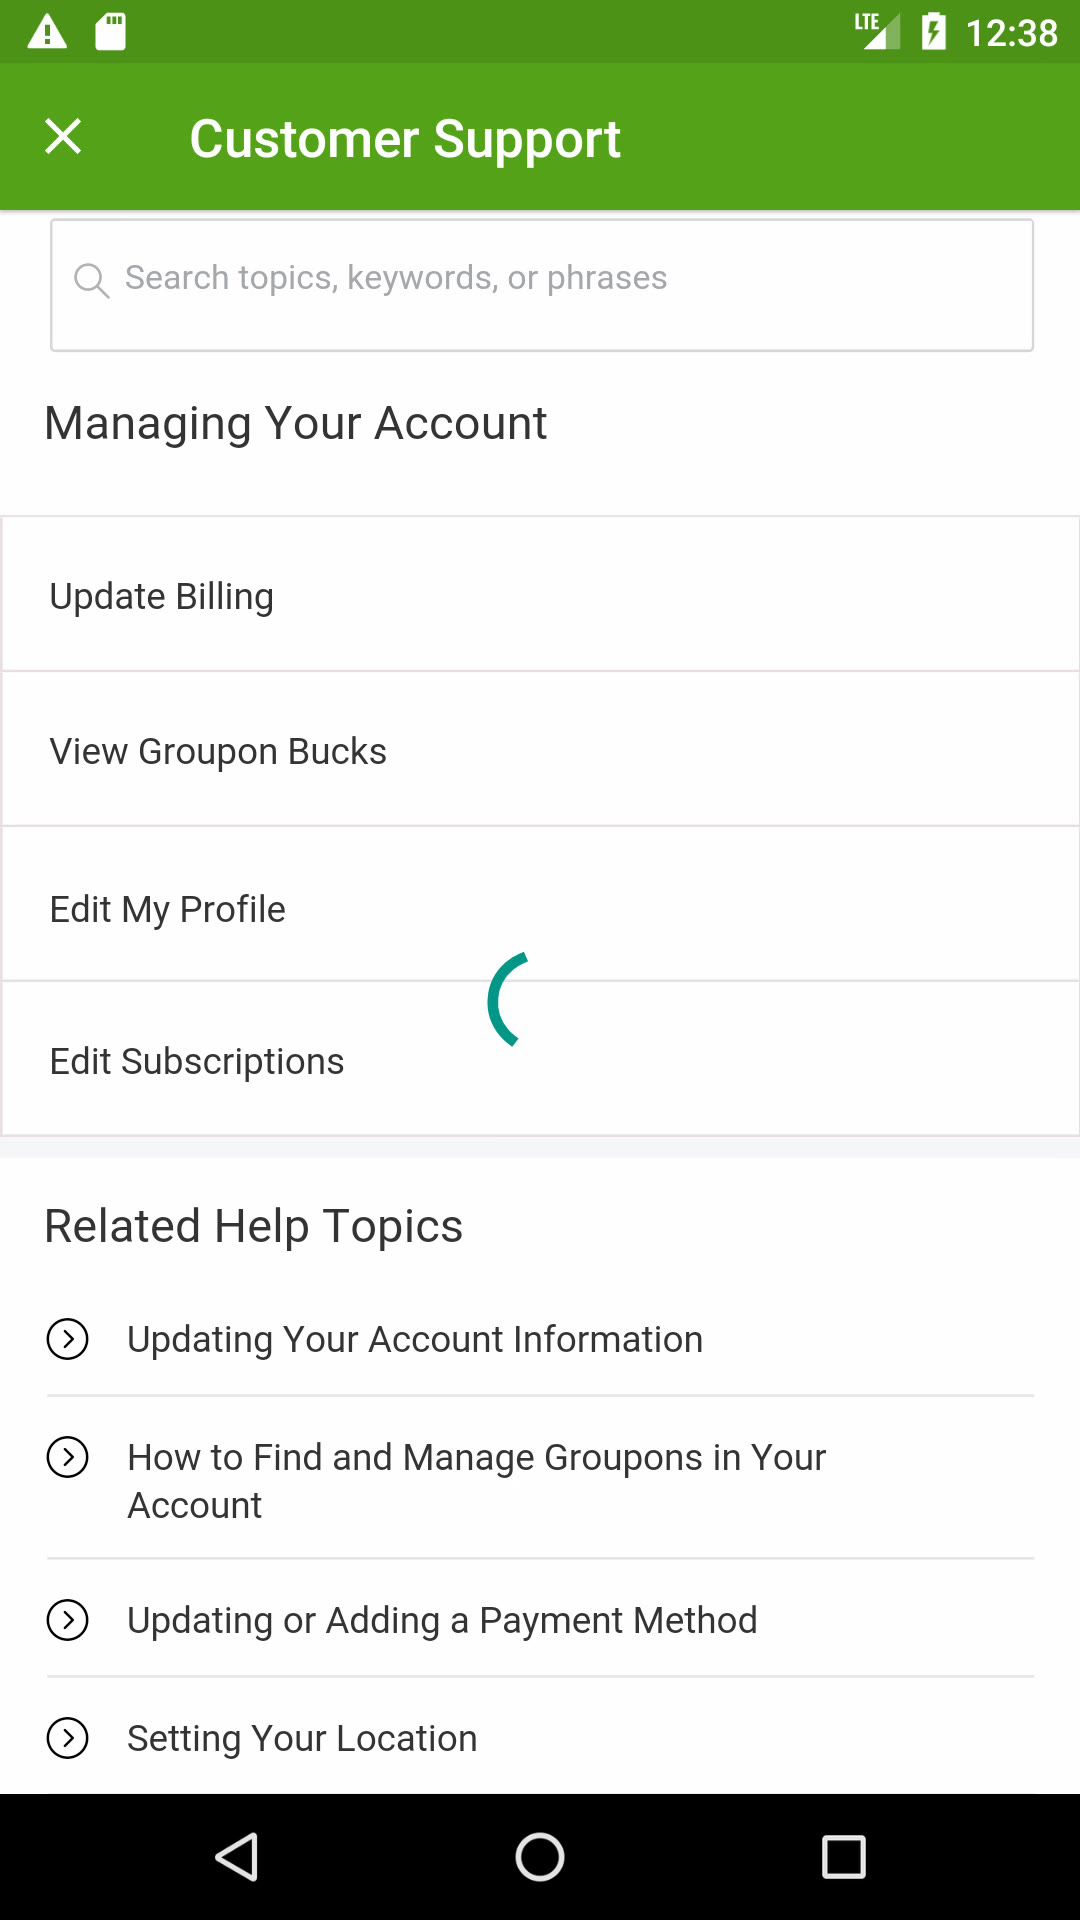 LTE 12:38
Customer Support
Search topics, keywords, or phrases
Managing Your Account
Update Billing
View Groupon Bucks
Edit My Profile
Edit Subscriptions
Related Help Topics
Updating Your Account Information
How to Find and Manage Groupons in Your
Account
Updating or Adding a Payment Method
Setting Your Location